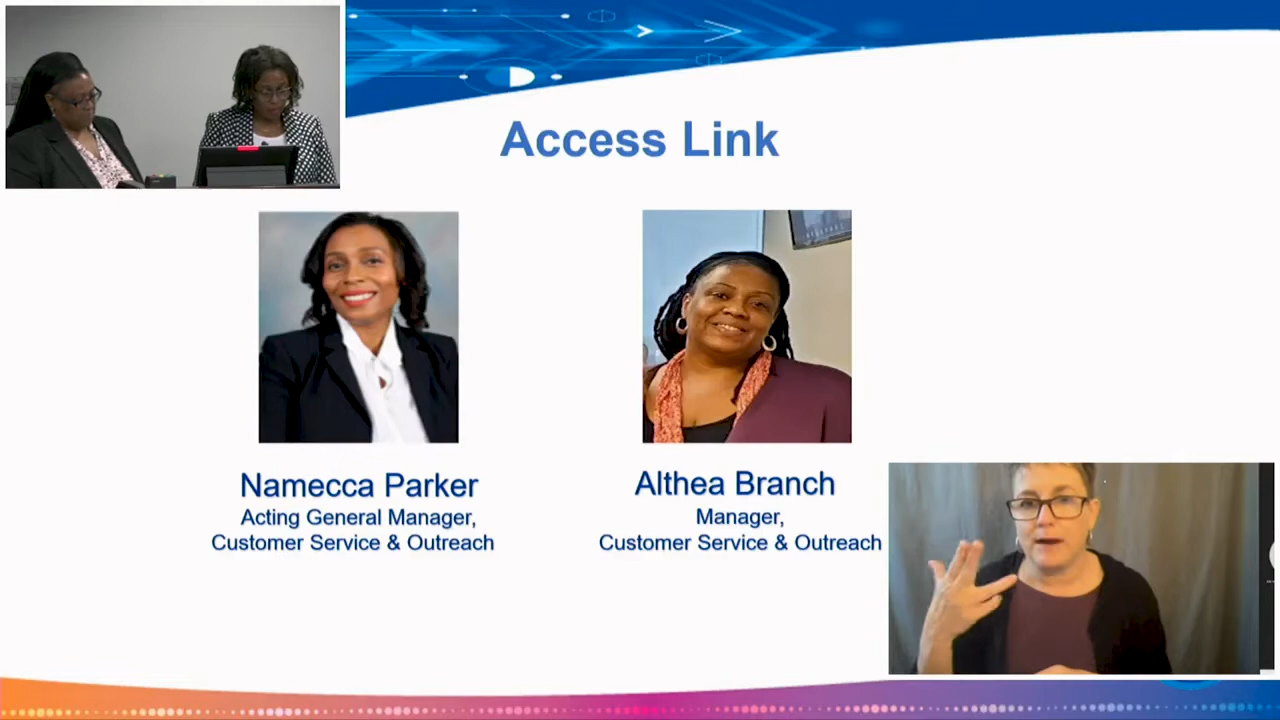 Access Link
Namecca Parker
Acting General Manager,
Customer Service & Outreach
Althea Branch
Manager,
Customer Service & Outreach